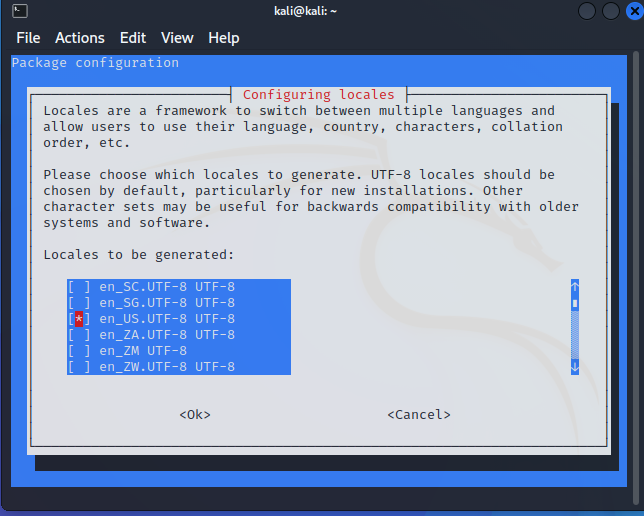 kali@kali: ~
File Actions Edit View Help
Package configuration
Configuring locales
Locales are a framework to switch between multiple languages and
allow users to use their language, country, characters, collation
order, etc.
Please choose which locales to generate. UTF-8 locales should be
chosen by default, particularly for new installations. Other
character sets may be useful for backwards compatibility with older
systems and software.
Locales to be generated:
[ ] en_SC.UTF-8 UTF-8
[ ] en_SG.UTF-8 UTF-8
[*] en_US.UTF-8 UTF-8
[ ] en_ZA.UTF-8 UTF-8
[ ] en_ZM UTF-8
[ ] en_ZW.UTF-8 UTF-8
<Ok> <Cancel>